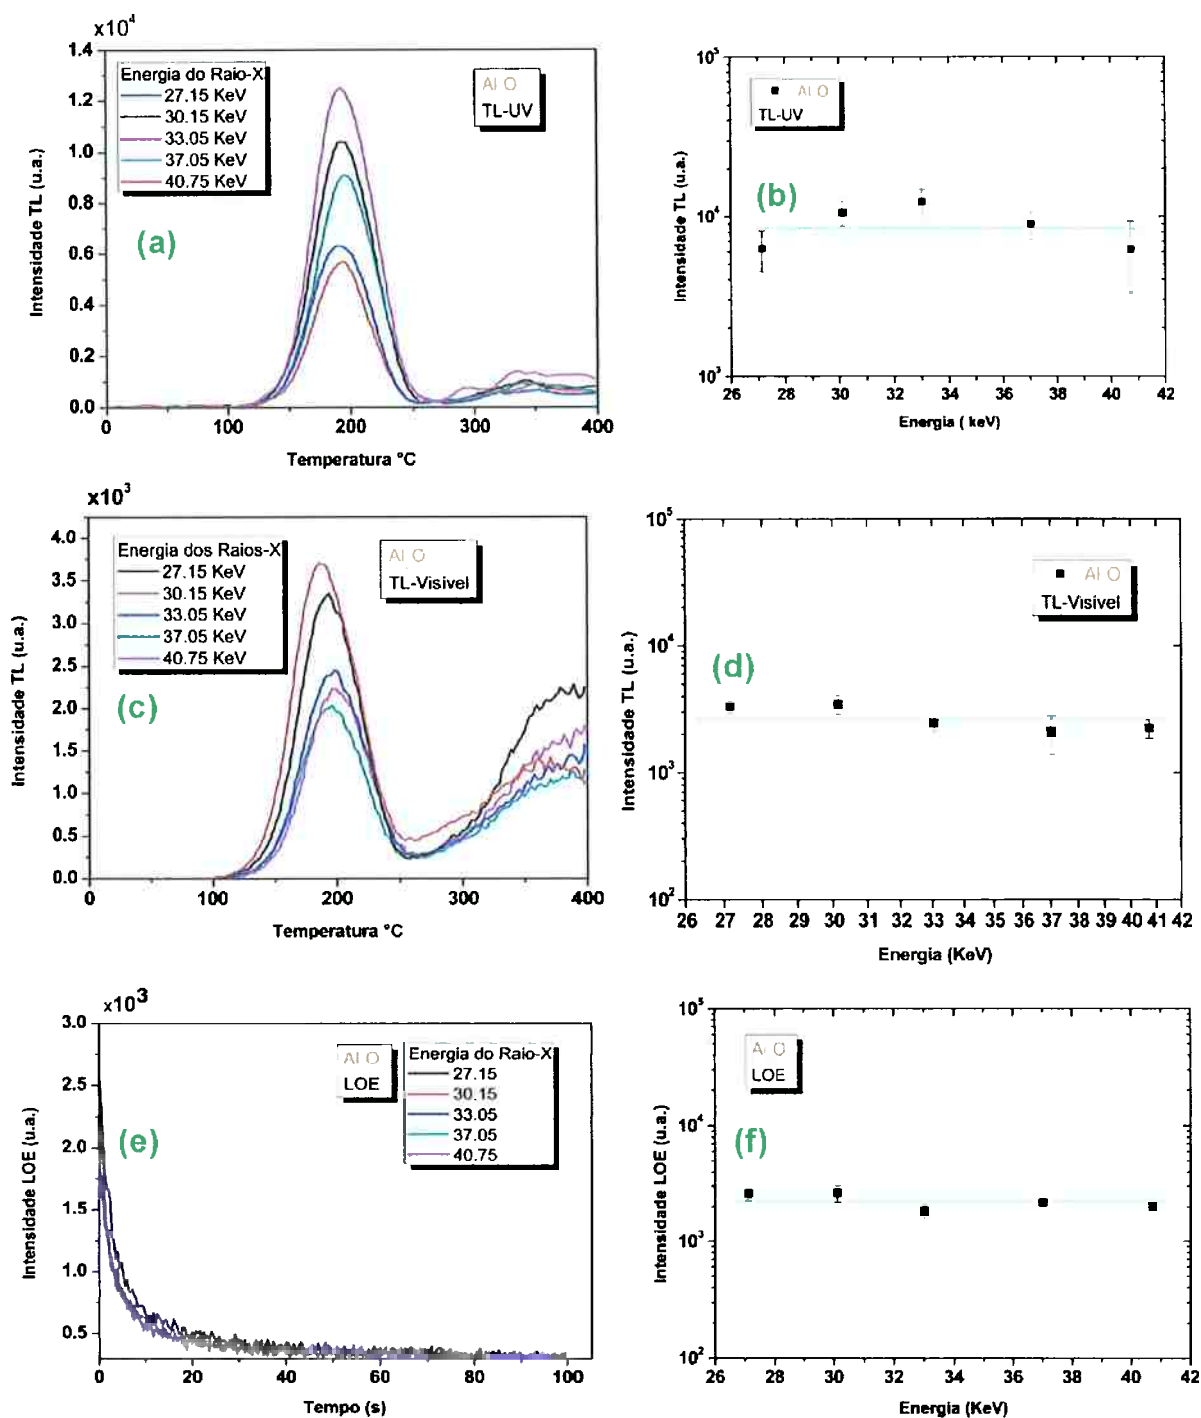 x10⁴
1.4
1.2
1.0
0.8
0.6
0.4
0.2
0.0
Intensidade TL (u.a.)
Energia do Raio-X
27.15 KeV
30.15 KeV
33.05 KeV
37.05 KeV
40.75 KeV
Al O
TL-UV
(a)
0 100 200 300 400
Temperatura °C
10⁵
10⁴
10³
Intensidade TL (u.a.)
Al O
TL-UV
(b)
26 28 30 32 34 36 38 40 42
Energia ( keV)
x10³
4.0
3.5
3.0
2.5
2.0
1.5
1.0
0.5
0.0
Intensidade TL (u.a.)
Energia dos Raios-X
27.15 KeV
30.15 KeV
33.05 KeV
37.05 KeV
40.75 KeV
Al O
TL-Visivel
(c)
0 100 200 300 400
Temperatura °C
10⁵
10⁴
10³
10²
Intensidade TL (u.a.)
Al O
TL-Visivel
(d)
26 27 28 29 30 31 32 33 34 35 36 37 38 39 40 41 42
Energia (KeV)
x10³
3.0
2.5
2.0
1.5
1.0
0.5
Intensidade LOE (u.a.)
Al O
LOE
Energia do Raio-X
27.15
30.15
33.05
37.05
40.75
(e)
0 20 40 60 80 100
Tempo (s)
10⁵
10⁴
10³
10²
Intensidade LOE (u.a.)
Al O
LOE
(f)
26 28 30 32 34 36 38 40 42
Energia (KeV)